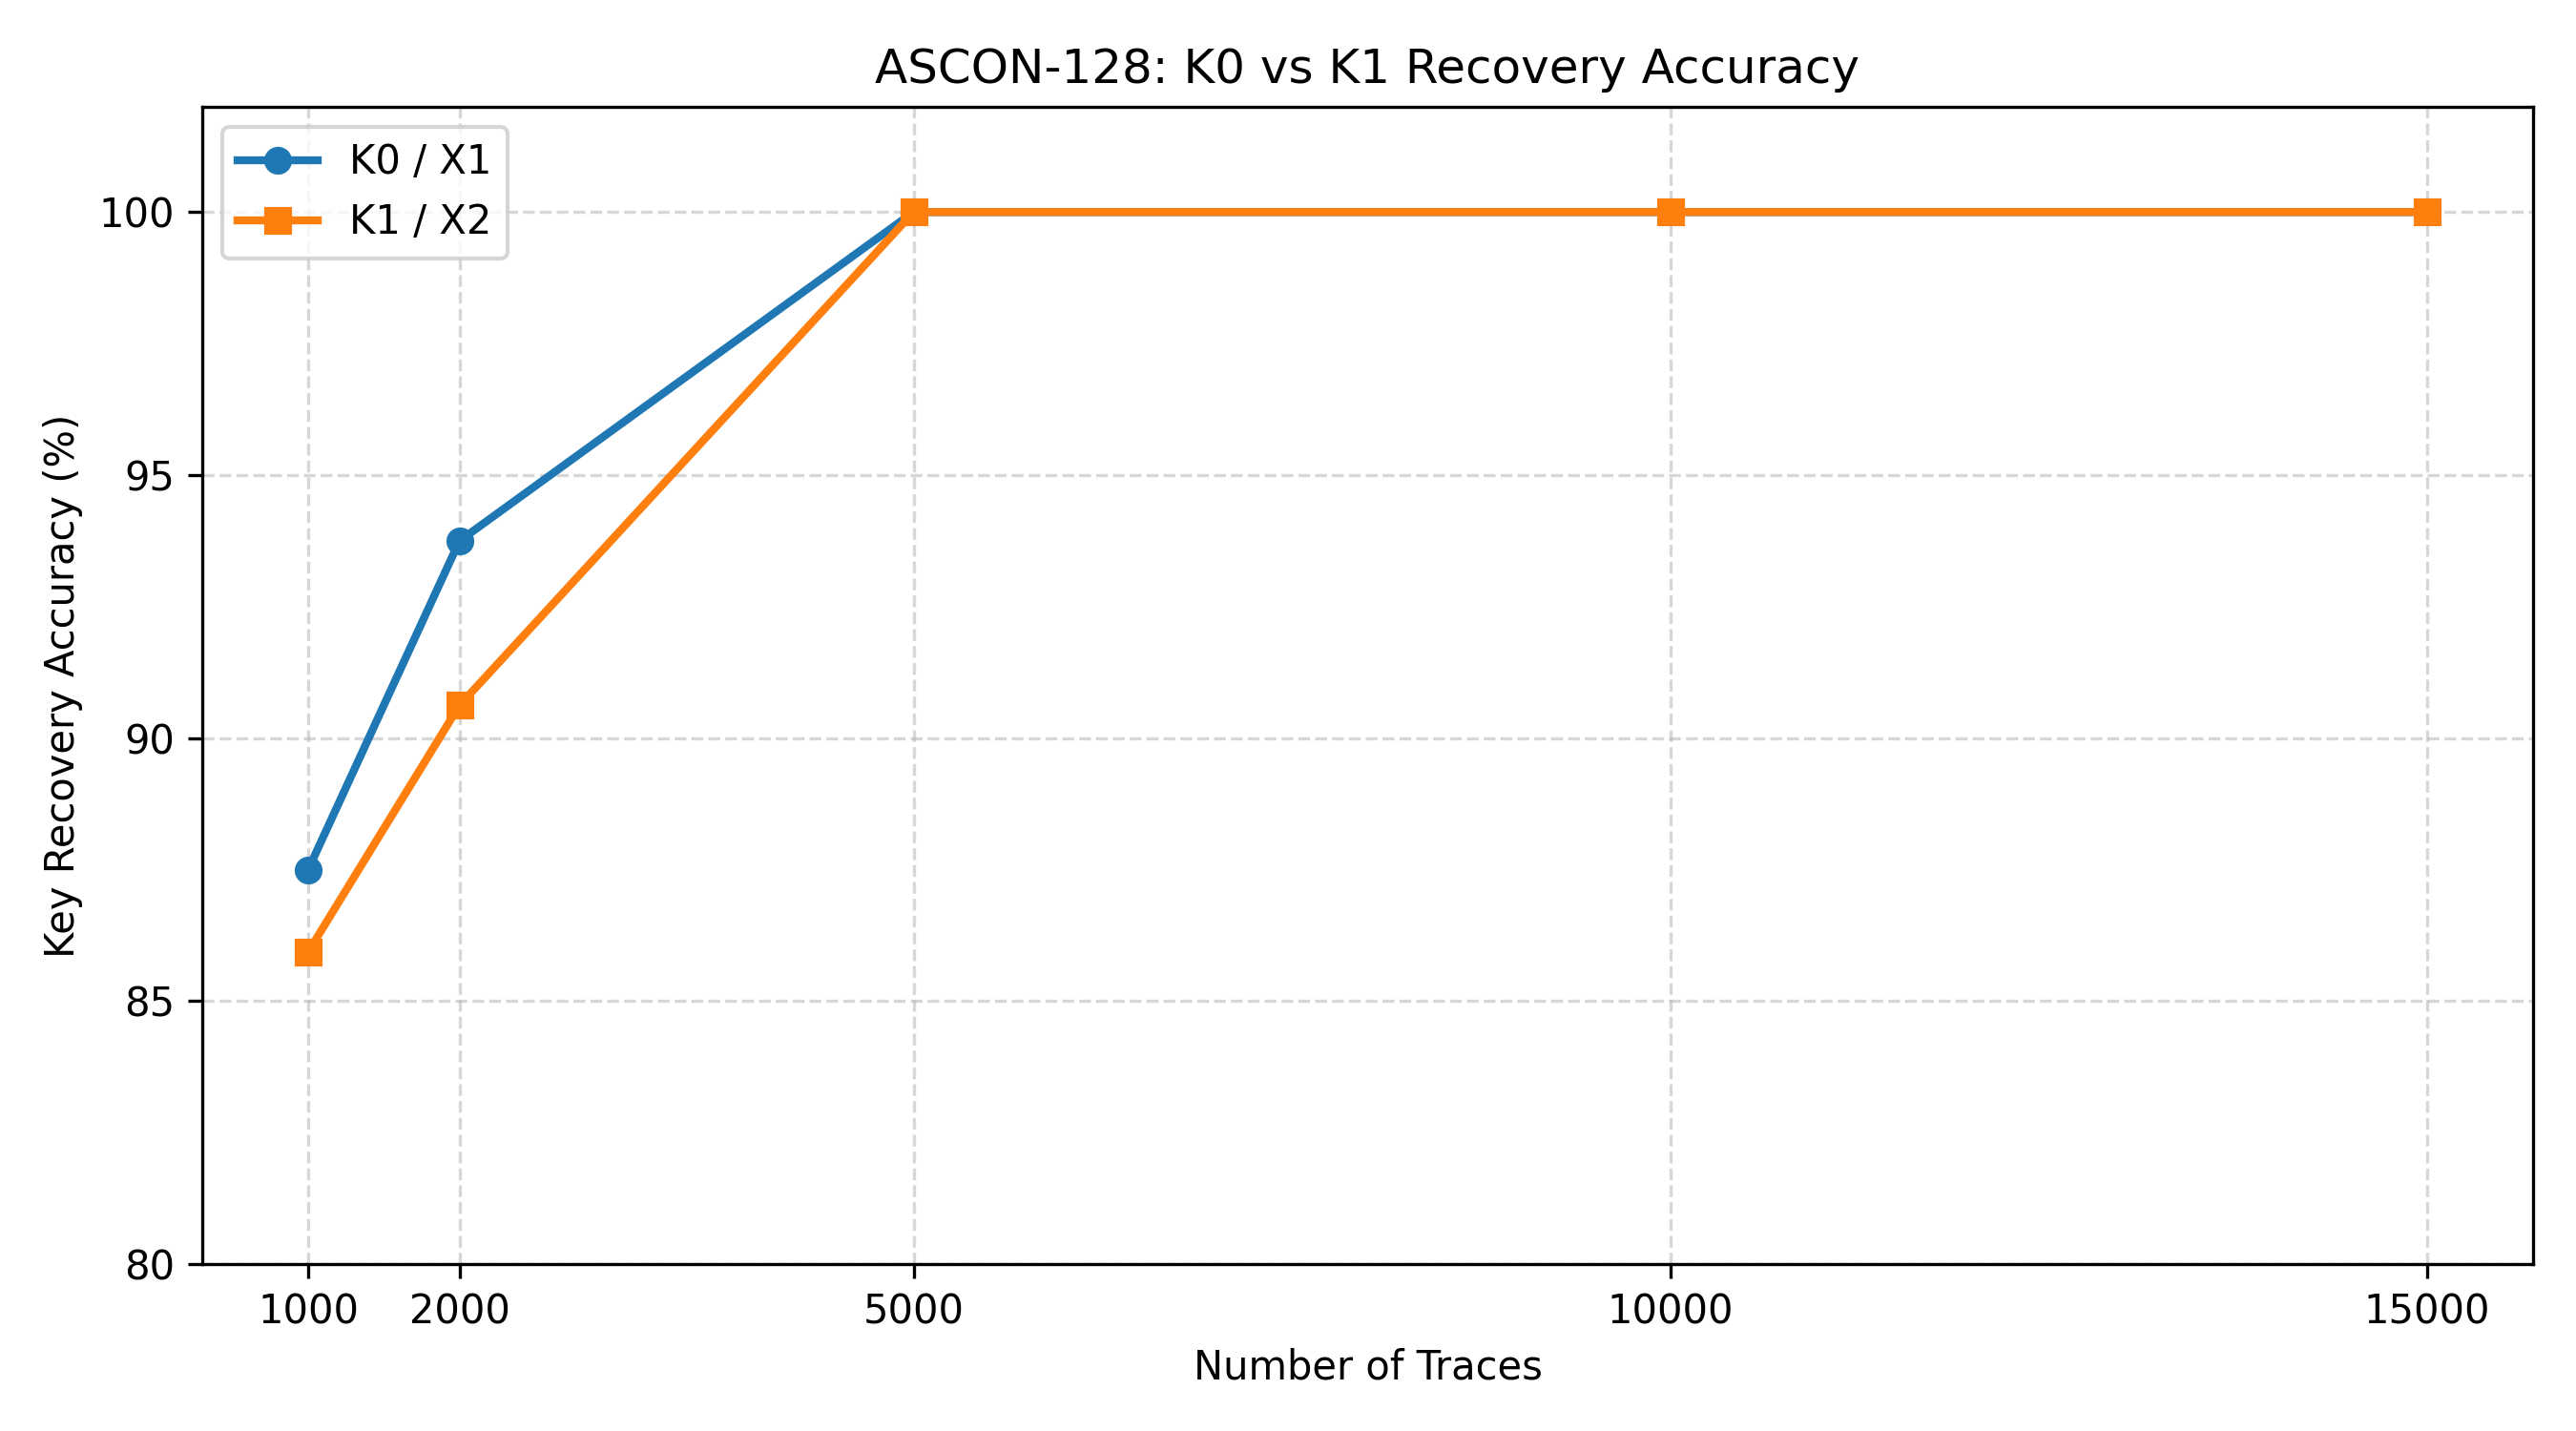 ASCON-128: K0 vs K1 Recovery Accuracy
K0 / X1
K1 / X2
Key Recovery Accuracy (%)
100
95
90
85
80
1000 2000 5000 10000 15000
Number of Traces